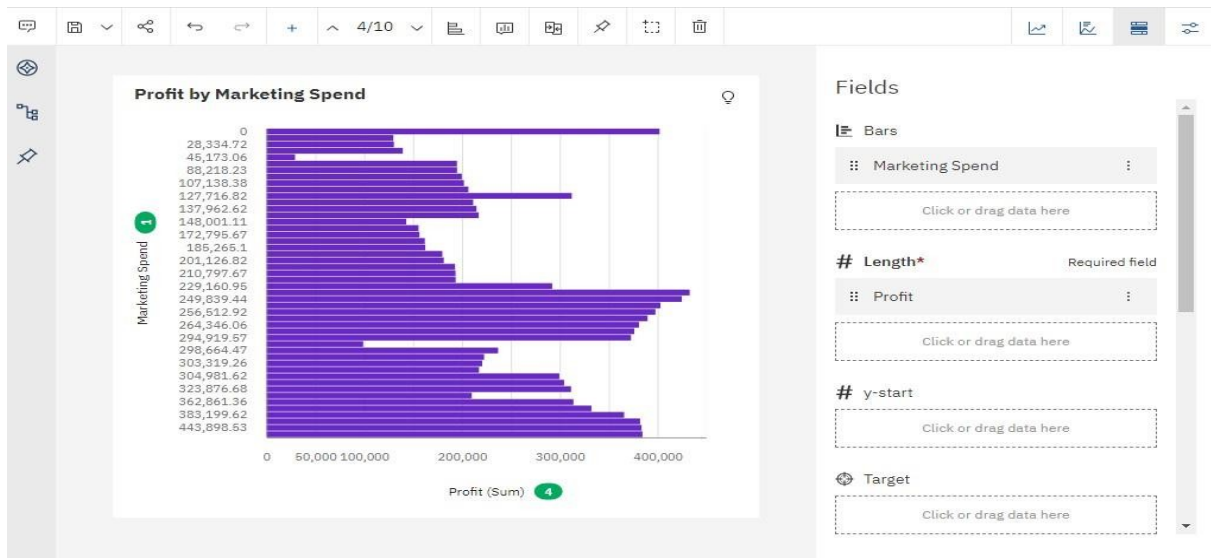 4/10
Profit by Marketing Spend
0
28,334.72
45,173.06
88,218.23
107,138.38
127,716.82
137,962.62
148,001.11
172,795.67
185,265.1
201,126.82
210,797.67
229,160.95
249,839.44
256,512.92
264,346.06
294,919.57
298,664.47
303,319.26
304,981.62
323,876.68
362,861.36
383,199.62
443,898.53
Marketing Spend 1
0 50,000 100,000 200,000 300,000 400,000
Profit (Sum) 4
Fields
Bars
Marketing Spend
Click or drag data here
# Length* Required field
Profit
Click or drag data here
# y-start
Click or drag data here
Target
Click or drag data here